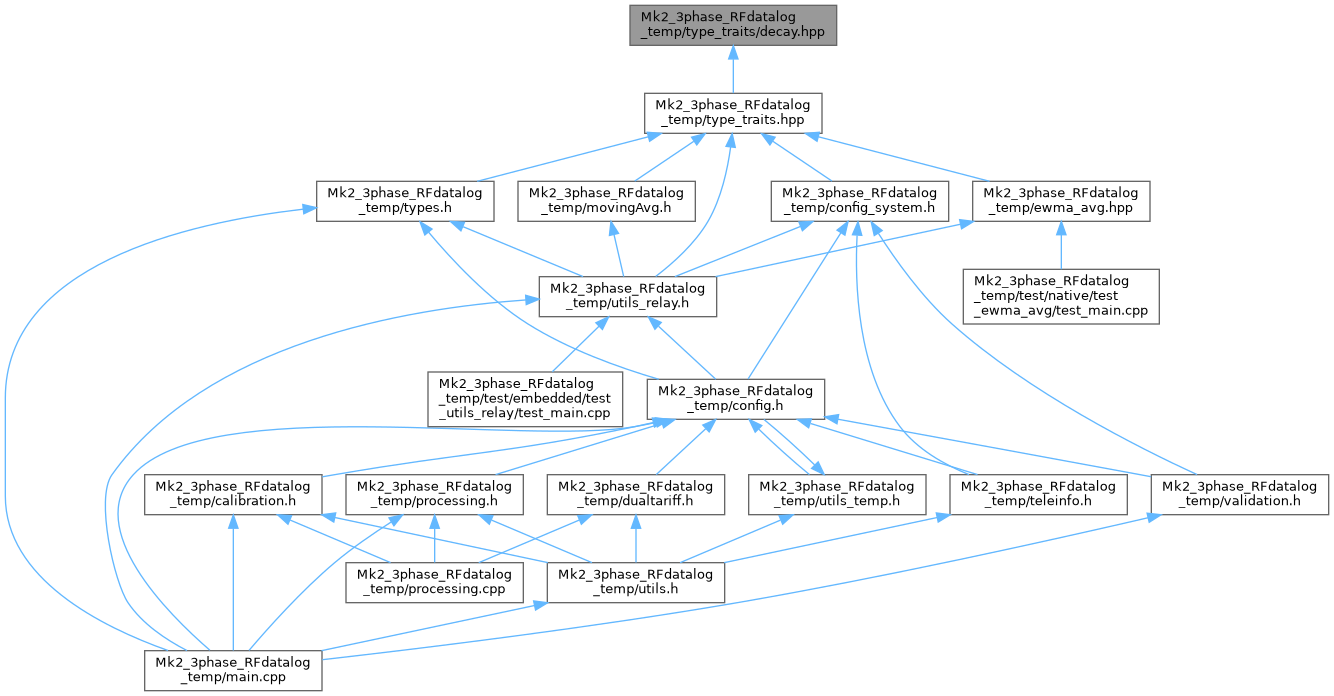 Mk2_3phase_RFdatalog
_temp/type_traits/decay.hpp
Mk2_3phase_RFdatalog
_temp/type_traits.hpp
Mk2_3phase_RFdatalog
_temp/types.h
Mk2_3phase_RFdatalog
_temp/movingAvg.h
Mk2_3phase_RFdatalog
_temp/config_system.h
Mk2_3phase_RFdatalog
_temp/ewma_avg.hpp
Mk2_3phase_RFdatalog
_temp/utils_relay.h
Mk2_3phase_RFdatalog
_temp/test/native/test
_ewma_avg/test_main.cpp
Mk2_3phase_RFdatalog
_temp/test/embedded/test
_utils_relay/test_main.cpp
Mk2_3phase_RFdatalog
_temp/config.h
Mk2_3phase_RFdatalog
_temp/calibration.h
Mk2_3phase_RFdatalog
_temp/processing.h
Mk2_3phase_RFdatalog
_temp/dualtariff.h
Mk2_3phase_RFdatalog
_temp/utils_temp.h
Mk2_3phase_RFdatalog
_temp/teleinfo.h
Mk2_3phase_RFdatalog
_temp/validation.h
Mk2_3phase_RFdatalog
_temp/processing.cpp
Mk2_3phase_RFdatalog
_temp/utils.h
Mk2_3phase_RFdatalog
_temp/main.cpp